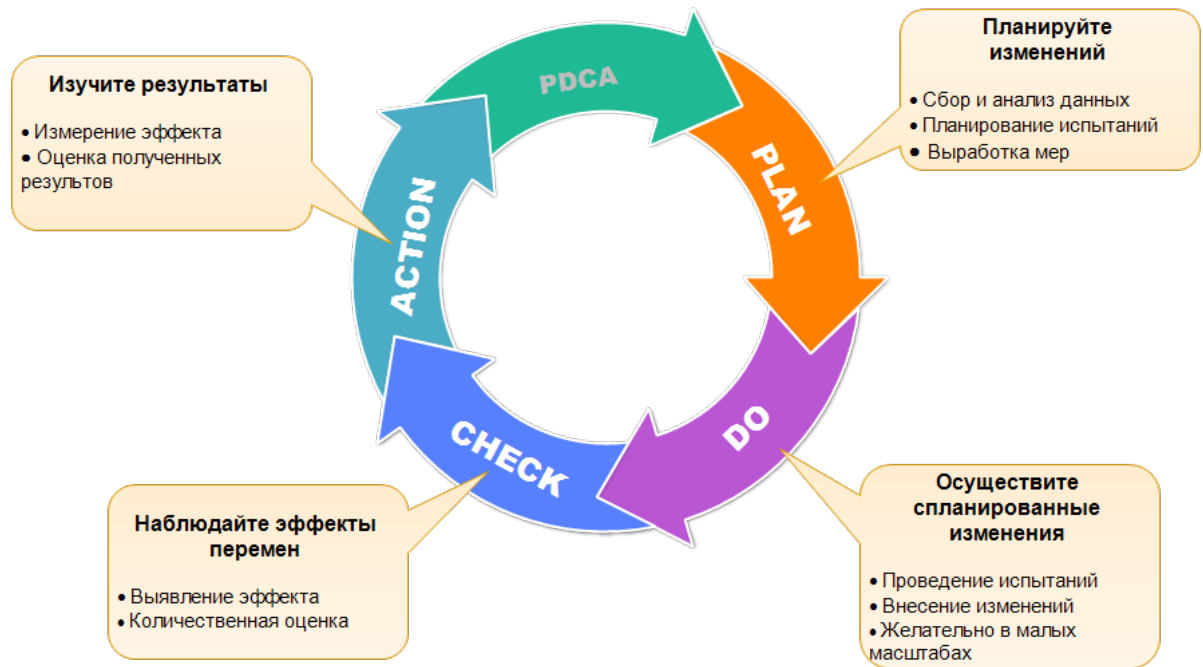 PDCA
Планируйте
изменений
• Сбор и анализ данных
• Планирование испытаний
• Выработка мер
PLAN
Осуществите
спланированные
изменения
• Проведение испытаний
• Внесение изменений
• Желательно в малых
масштабах
DO
Наблюдайте эффекты
перемен
• Выявление эффекта
• Количественная оценка
CHECK
Изучите результаты
• Измерение эффекта
• Оценка полученных
результов
ACTION